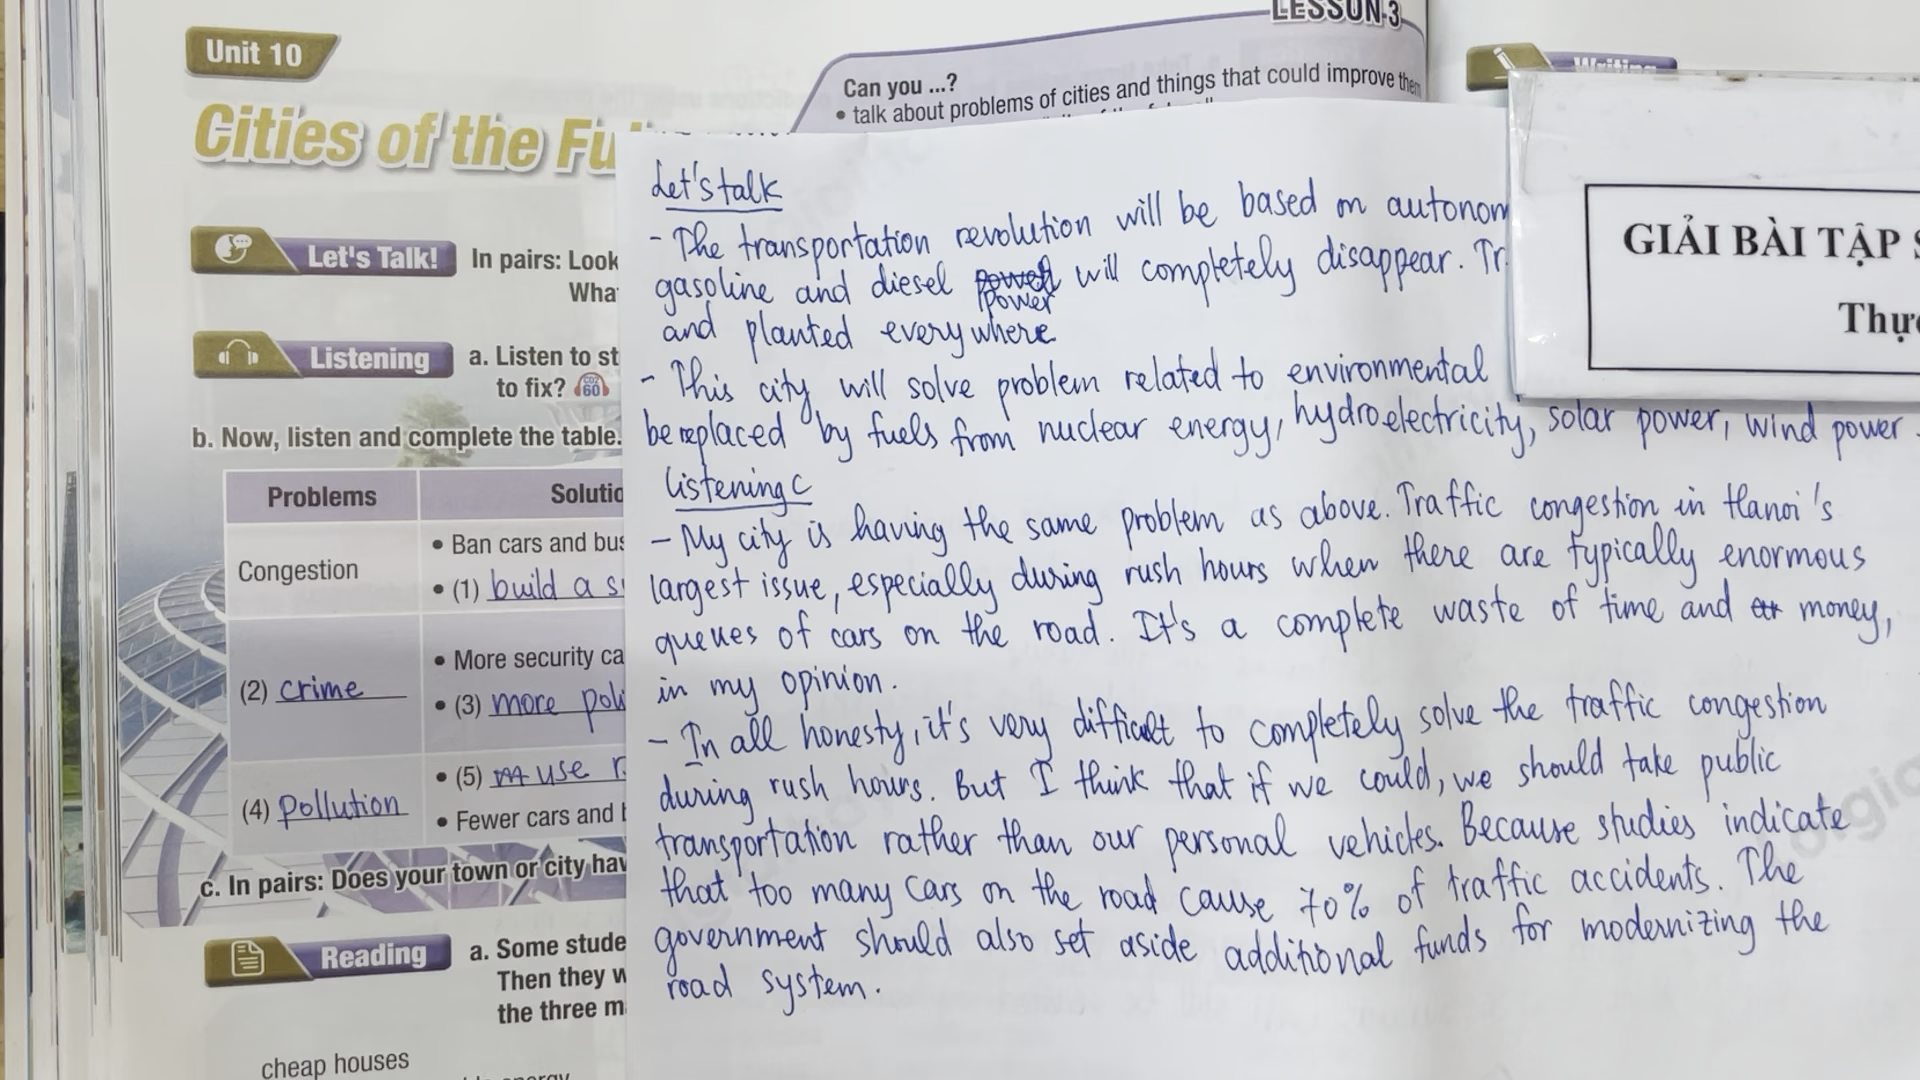 LESSON 3
Unit 10
Cities of the Fu
Can you ...?
• talk about problems of cities and things that could improve them
Let's Talk! In pairs: Look
Wha
Listening a. Listen to st
to fix? CD2 60
b. Now, listen and complete the table.
Problems
Solutio
Congestion
• Ban cars and bus
• (1) build a s
(2) crime
• More security ca
• (3) more poli
(4) pollution
• (5) use r
• Fewer cars and b
c. In pairs: Does your town or city hav
Reading a. Some stude
Then they w
the three m
cheap houses
energy
Let's talk
- The transportation revolution will be based on autonom
gasoline and diesel power will completely disappear. Tr
and planted everywhere
- This city will solve problem related to environmental
be replaced by fuels from nuclear energy, hydroelectricity, solar power, wind power.
Listening c
- My city is having the same problem as above. Traffic congestion in Hanoi's
largest issue, especially during rush hours when there are typically enormous
queues of cars on the road. It's a complete waste of time and money,
in my opinion.
- In all honesty, it's very difficult to completely solve the traffic congestion
during rush hours. But I think that if we could, we should take public
transportation rather than our personal vehicles. Because studies indicate
that too many cars on the road cause 70% of traffic accidents. The
government should also set aside additional funds for modernizing the
road system.
Writing
GIẢI BÀI TẬP S
Thực